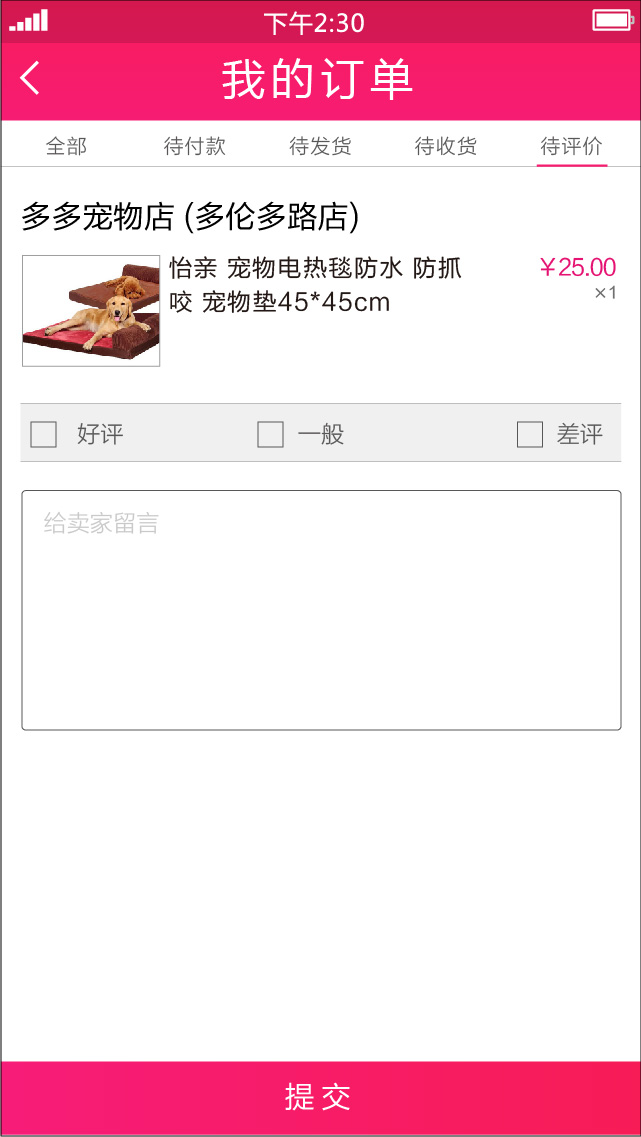 下午2:30
我的订单
全部 待付款 待发货 待收货 待评价
多多宠物店 (多伦多路店)
怡亲 宠物电热毯防水 防抓 ￥25.00
咬 宠物垫45*45cm ×1
好评 一般 差评
给卖家留言
提交